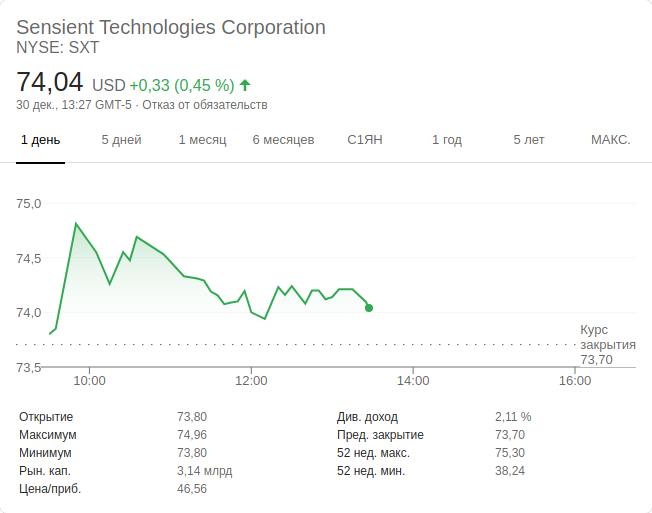 Sensient Technologies Corporation
NYSE: SXT
74,04 USD +0,33 (0,45 %)
30 дек., 13:27 GMT-5 · Отказ от обязательств
1 день 5 дней 1 месяц 6 месяцев С1ЯН 1 год 5 лет МАКС.
75,0
74,5
74,0
Курс
закрытия
73,70
73,5
10:00 12:00 14:00 16:00
Открытие 73,80 Див. доход 2,11 %
Максимум 74,96 Пред. закрытие 73,70
Минимум 73,80 52 нед. макс. 75,30
Рын. кап. 3,14 млрд 52 нед. мин. 38,24
Цена/приб. 46,56